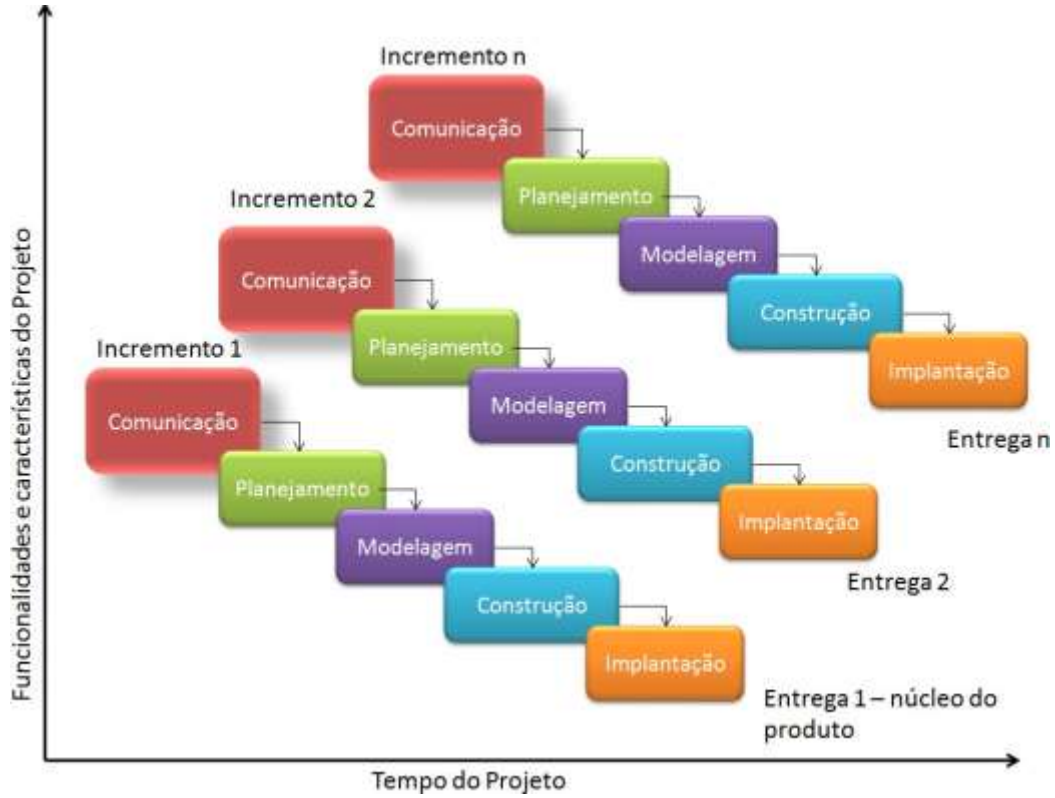 Incremento n
Comunicação
Planejamento
Modelagem
Construção
Implantação
Entrega n
Incremento 2
Comunicação
Planejamento
Modelagem
Construção
Implantação
Entrega 2
Incremento 1
Comunicação
Planejamento
Modelagem
Construção
Implantação
Entrega 1 – núcleo do
produto
Funcionalidades e características do Projeto
Tempo do Projeto